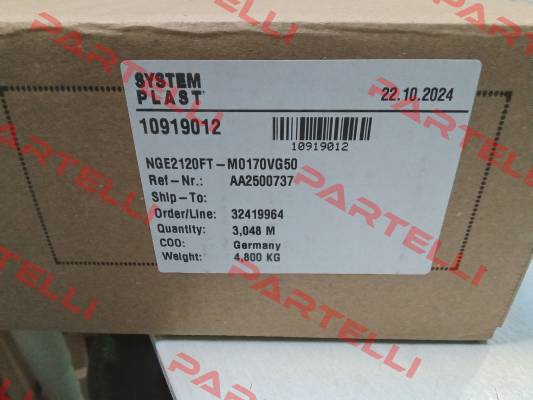 SYSTEM
PLAST
22.10.2024
10919012
10919012
NGE2120FT-M0170VG50
Ref-Nr.: AA2500737
Ship-To:
Order/Line: 32419964
Quantity: 3,048 M
COO: Germany
Weight: 4,800 KG
PARTELLI
PARTELLI
PARTELLI
PARTELLI
PARTELLI